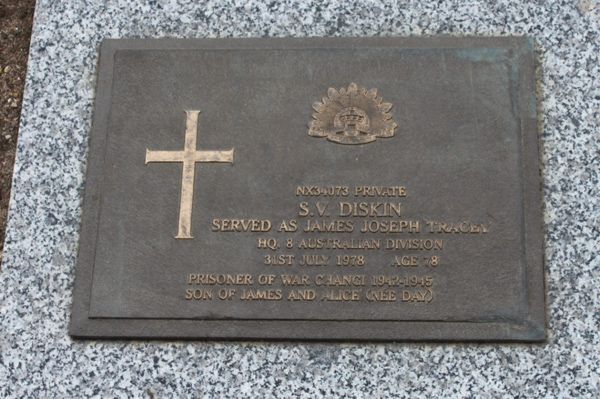 NX34073 PRIVATE
S.V. DISKIN
SERVED AS JAMES JOSEPH TRACEY
HQ. 8 AUSTRALIAN DIVISION
31ST JULY 1978 AGE 78
PRISONER OF WAR CHANGI 1942-1945
SON OF JAMES AND ALICE (NEE DAY)